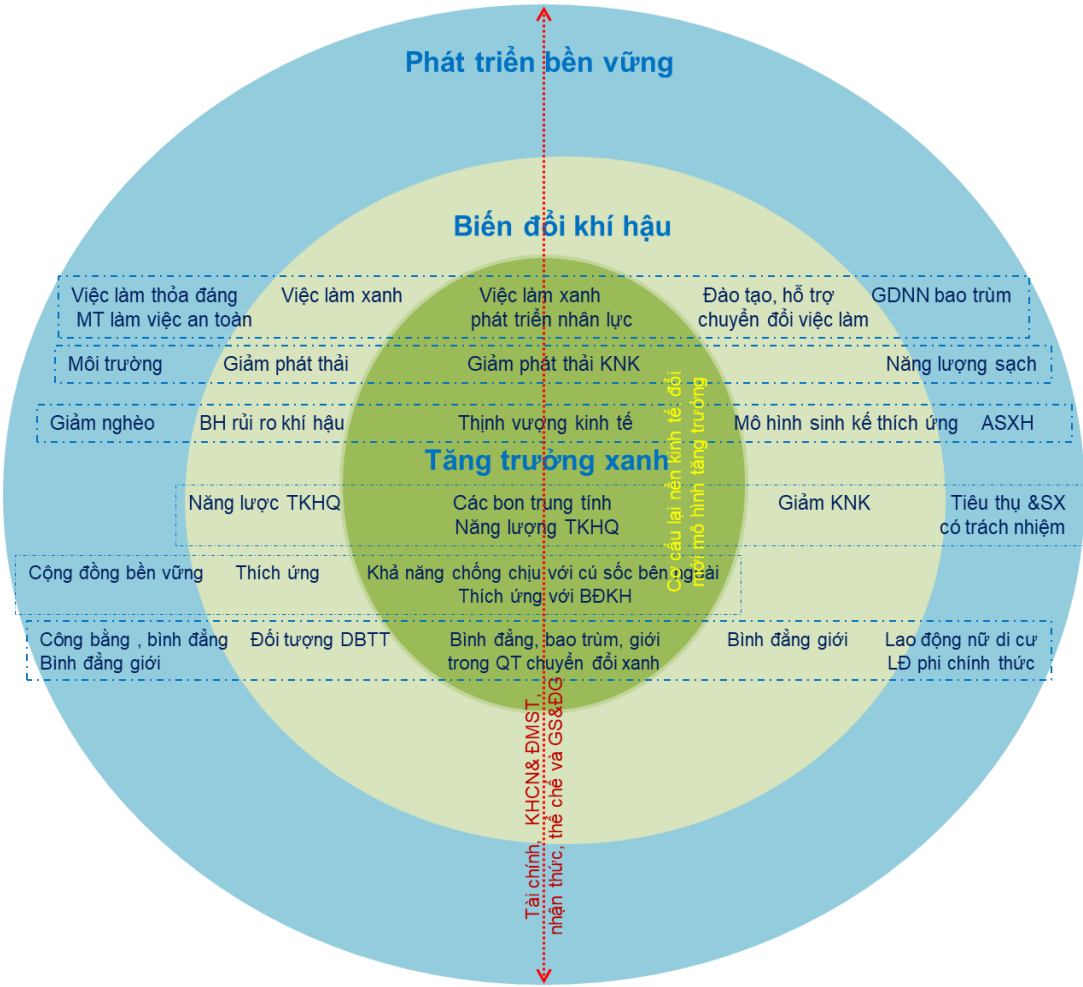 Phát triển bền vững
Biến đổi khí hậu
Việc làm thỏa đáng
MT làm việc an toàn
Việc làm xanh
Việc làm xanh
phát triển nhân lực
Đào tạo, hỗ trợ
chuyển đổi việc làm
GDNN bao trùm
Môi trường
Giảm phát thải
Giảm phát thải KNK
Năng lượng sạch
Giảm nghèo
BH rủi ro khí hậu
Thịnh vượng kinh tế
Mô hình sinh kế thích ứng
ASXH
Tăng trưởng xanh
Cơ cấu lại nền kinh tế đổi
mới mô hình tăng trưởng
Năng lược TKHQ
Các bon trung tính
Năng lượng TKHQ
Giảm KNK
Tiêu thụ &SX
có trách nhiệm
Cộng đồng bền vững
Thích ứng
Khả năng chống chịu với cú sốc bên ngoài
Thích ứng với BĐKH
Công bằng , bình đẳng
Bình đẳng giới
Đối tượng DBTT
Bình đẳng, bao trùm, giới
trong QT chuyển đổi xanh
Bình đẳng giới
Lao động nữ di cư
LĐ phi chính thức
Tài chính, KHCN& ĐMST,
nhận thức, thể chế và GS&ĐG